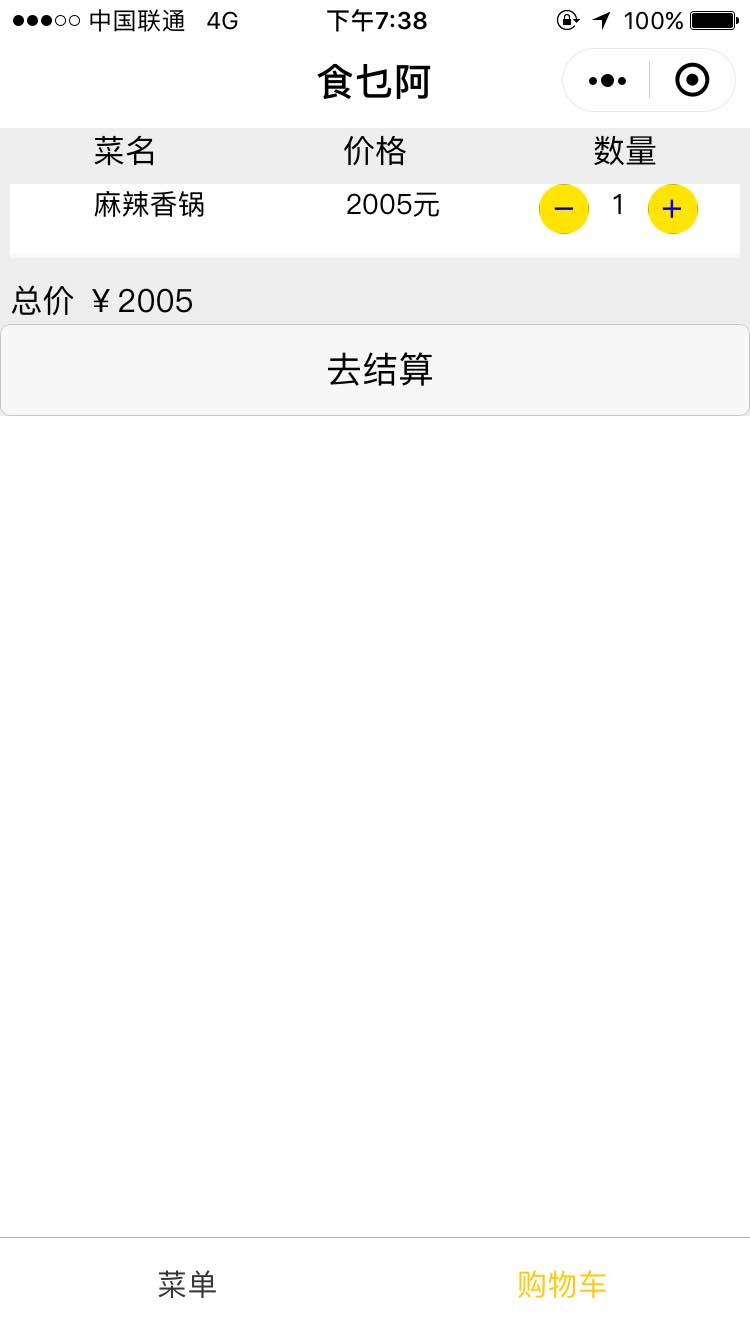 中国联通 4G 下午7:38 100%
食乜阿
菜名 价格 数量
麻辣香锅 2005元 − 1 +
总价 ￥2005
去结算
菜单 购物车